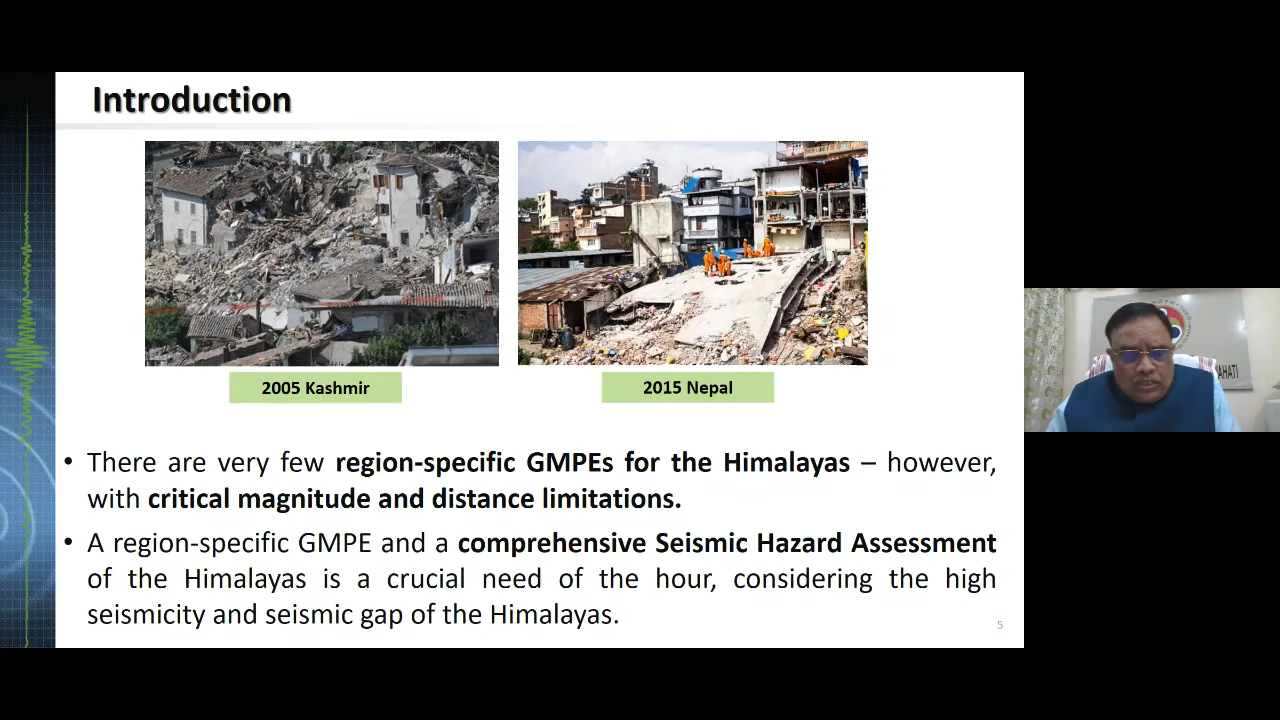 Introduction
2005 Kashmir
2015 Nepal
• There are very few region-specific GMPEs for the Himalayas – however,
with critical magnitude and distance limitations.
• A region-specific GMPE and a comprehensive Seismic Hazard Assessment
of the Himalayas is a crucial need of the hour, considering the high
seismicity and seismic gap of the Himalayas.
5
AHATI